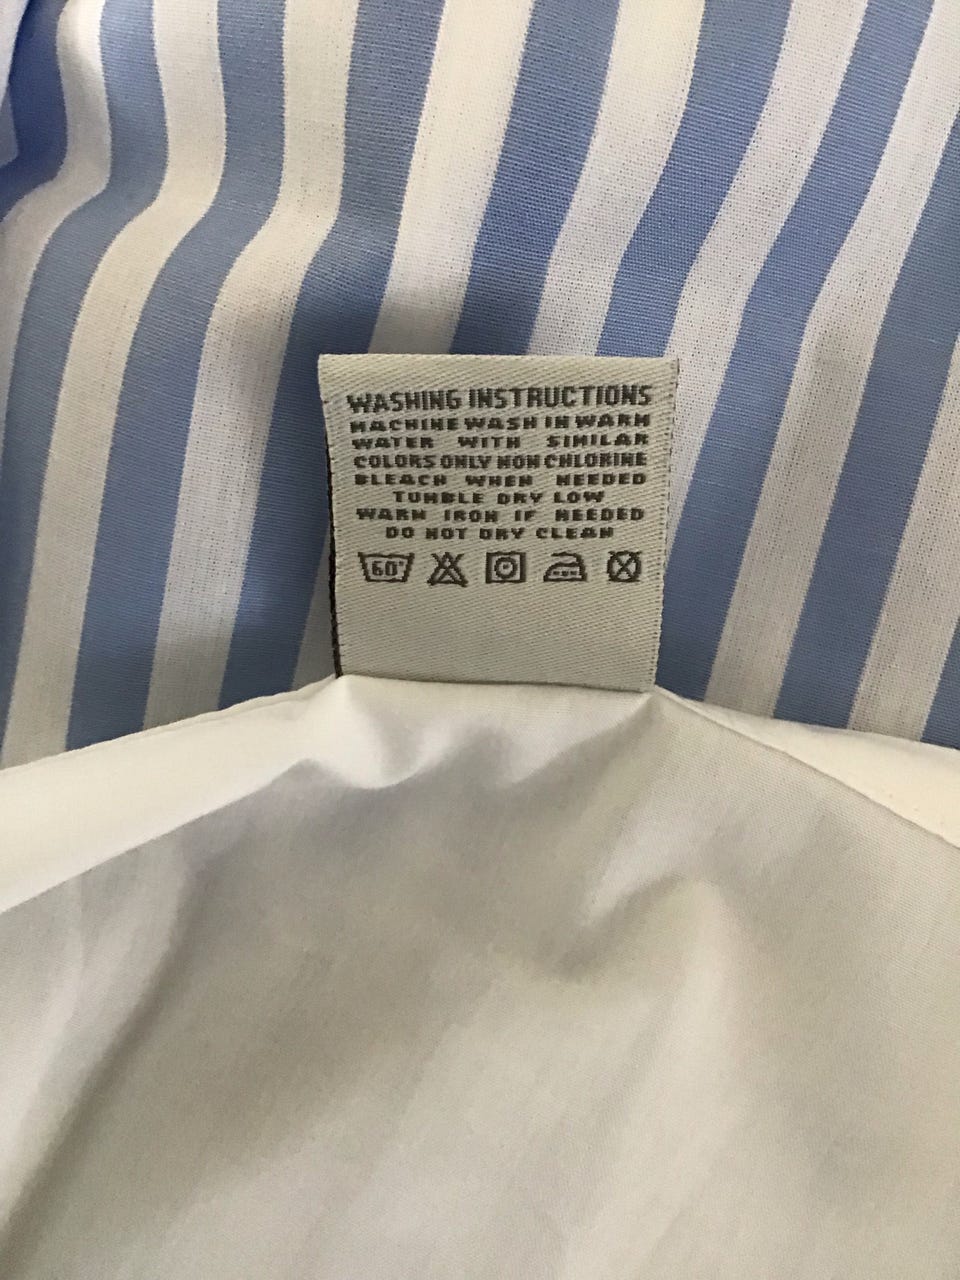 WASHING INSTRUCTIONS
MACHINE WASH IN WARM
WATER WITH SIMILAR
COLORS ONLY NON CHLORINE
BLEACH WHEN NEEDED
TUMBLE DRY LOW
WARM IRON IF NEEDED
DO NOT DRY CLEAN
60°